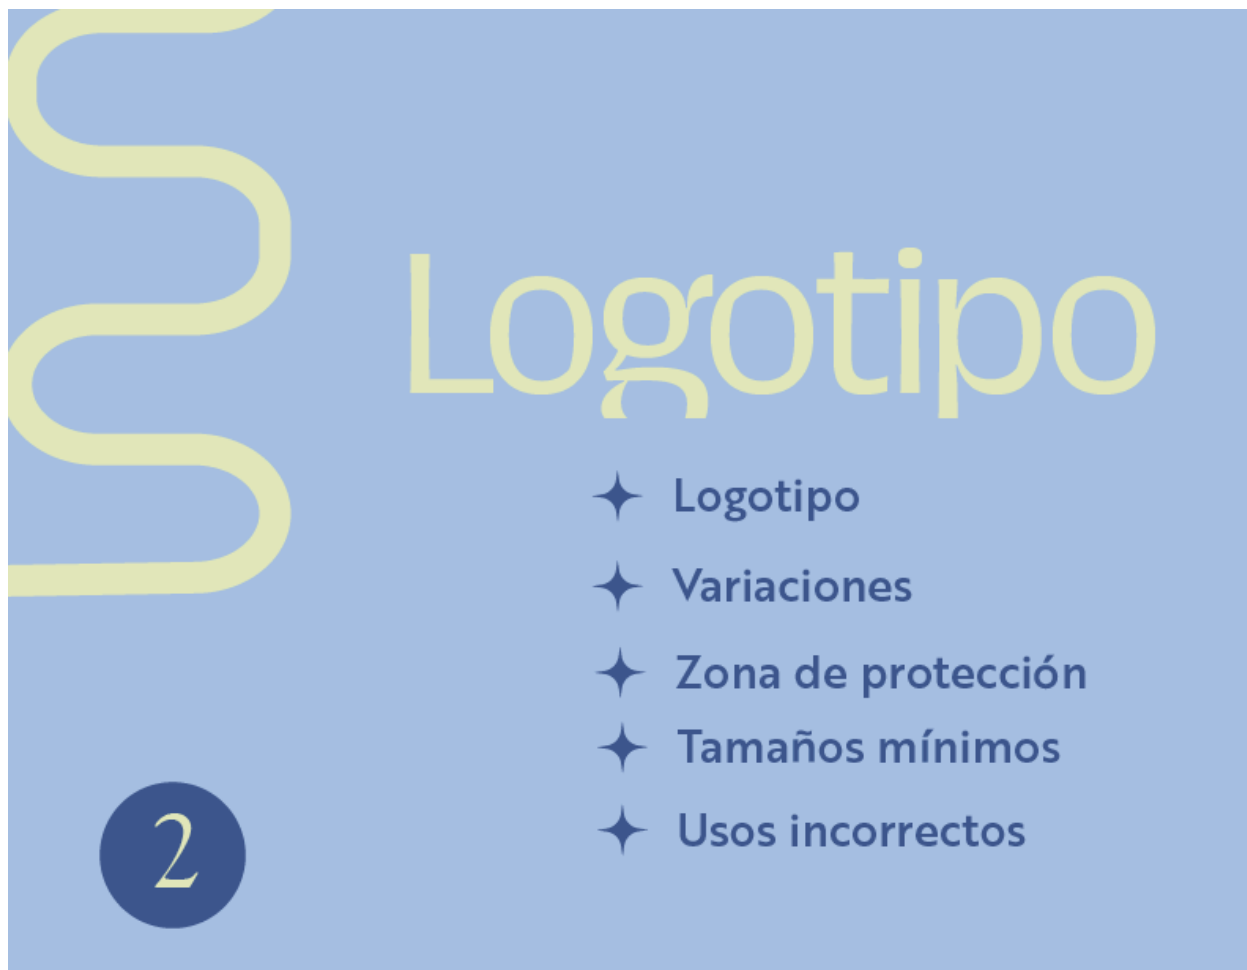 Logotipo
Logotipo
Variaciones
Zona de protección
Tamaños mínimos
Usos incorrectos
2